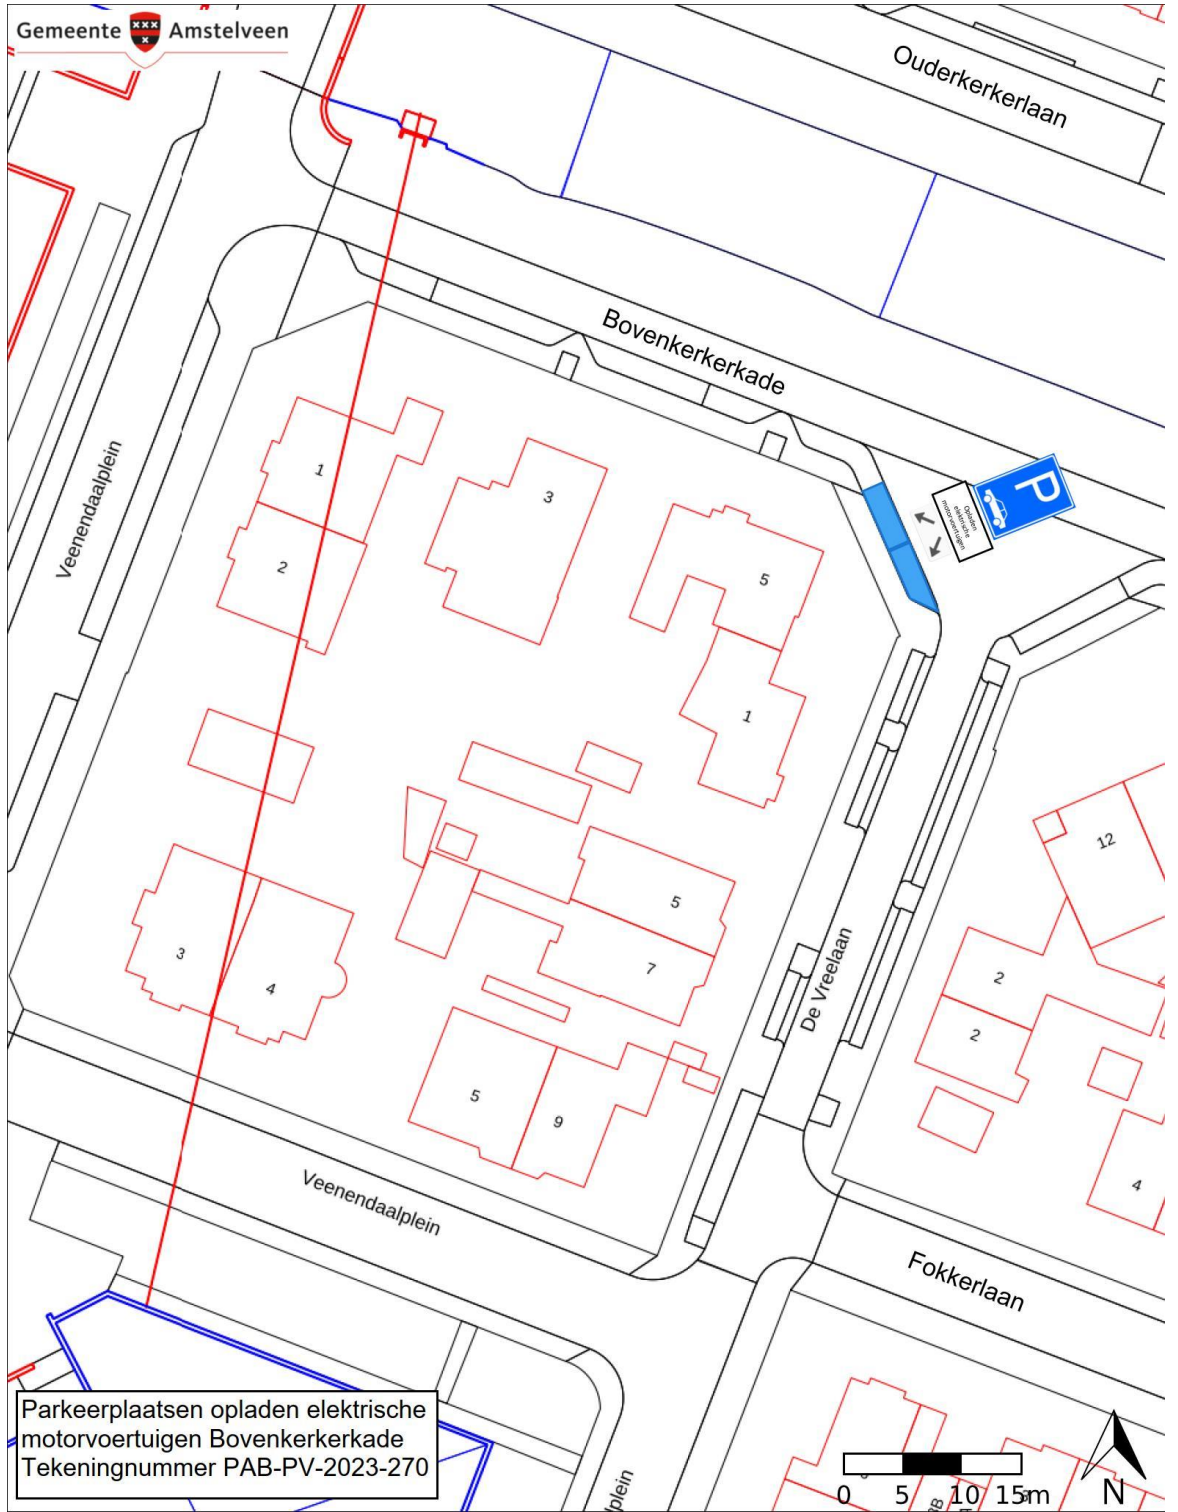 Gemeente Amstelveen
Ouderkerkerlaan
Bovenkerkerkade
P
Opladen
elektrische
motorvoertuigen
Veenendaalplein
1
3
2
5
1
12
5
3
4
7
2
2
De Vreelaan
5
9
4
Veenendaalplein
Fokkerlaan
Parkeerplaatsen opladen elektrische
motorvoertuigen Bovenkerkerkade
Tekeningnummer PAB-PV-2023-270
plein
0 5 10 15m
N